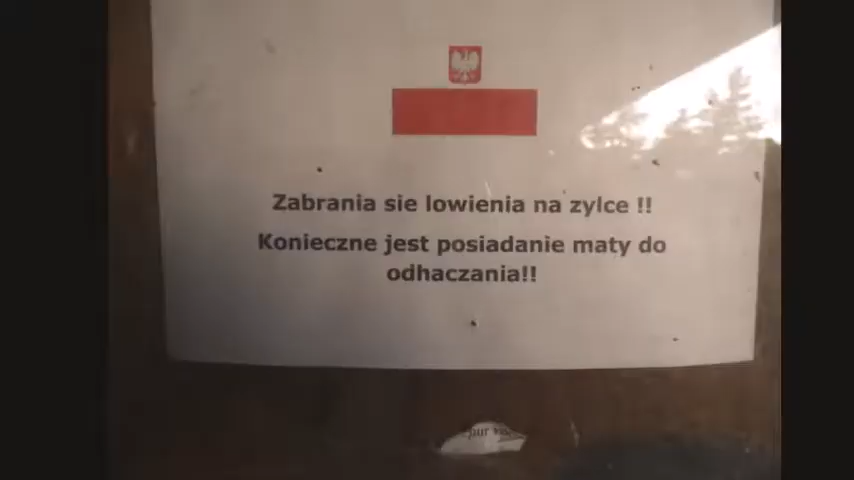 Zabrania sie lowienia na zylce !!
Konieczne jest posiadanie maty do
odhaczania!!